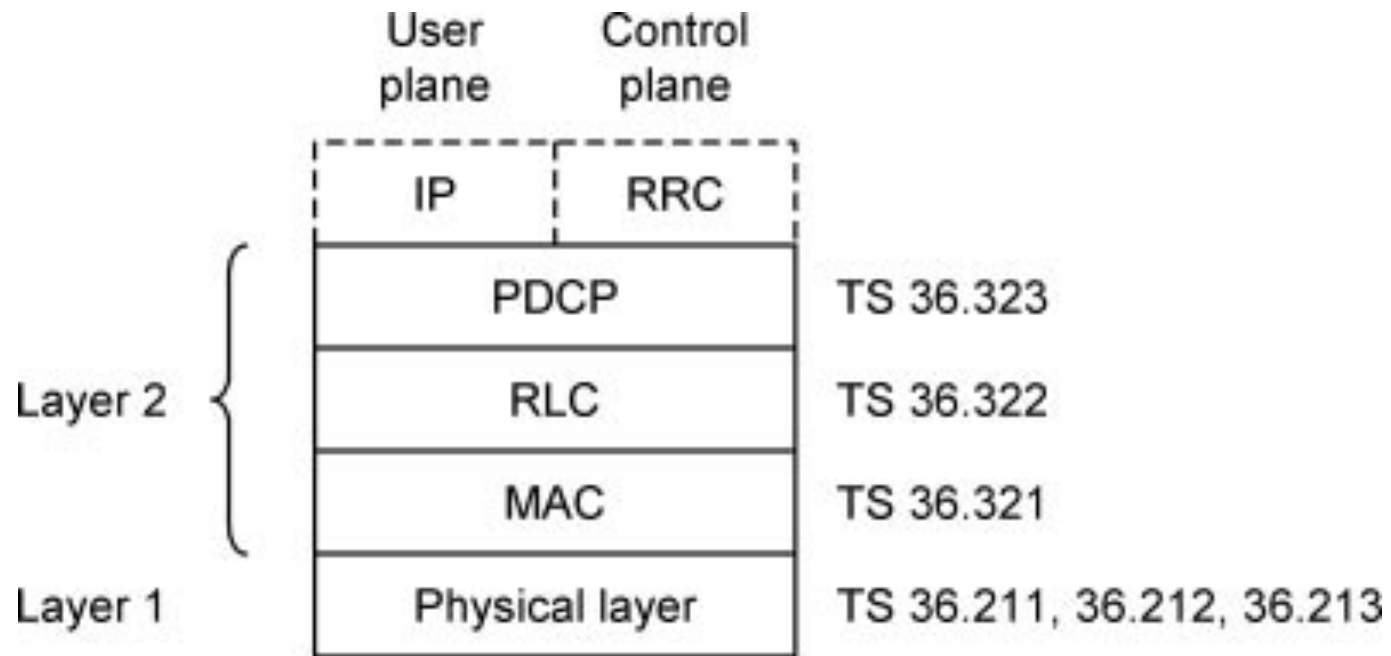 User
plane
Control
plane
IP
RRC
PDCP
TS 36.323
Layer 2
RLC
TS 36.322
MAC
TS 36.321
Layer 1
Physical layer
TS 36.211, 36.212, 36.213